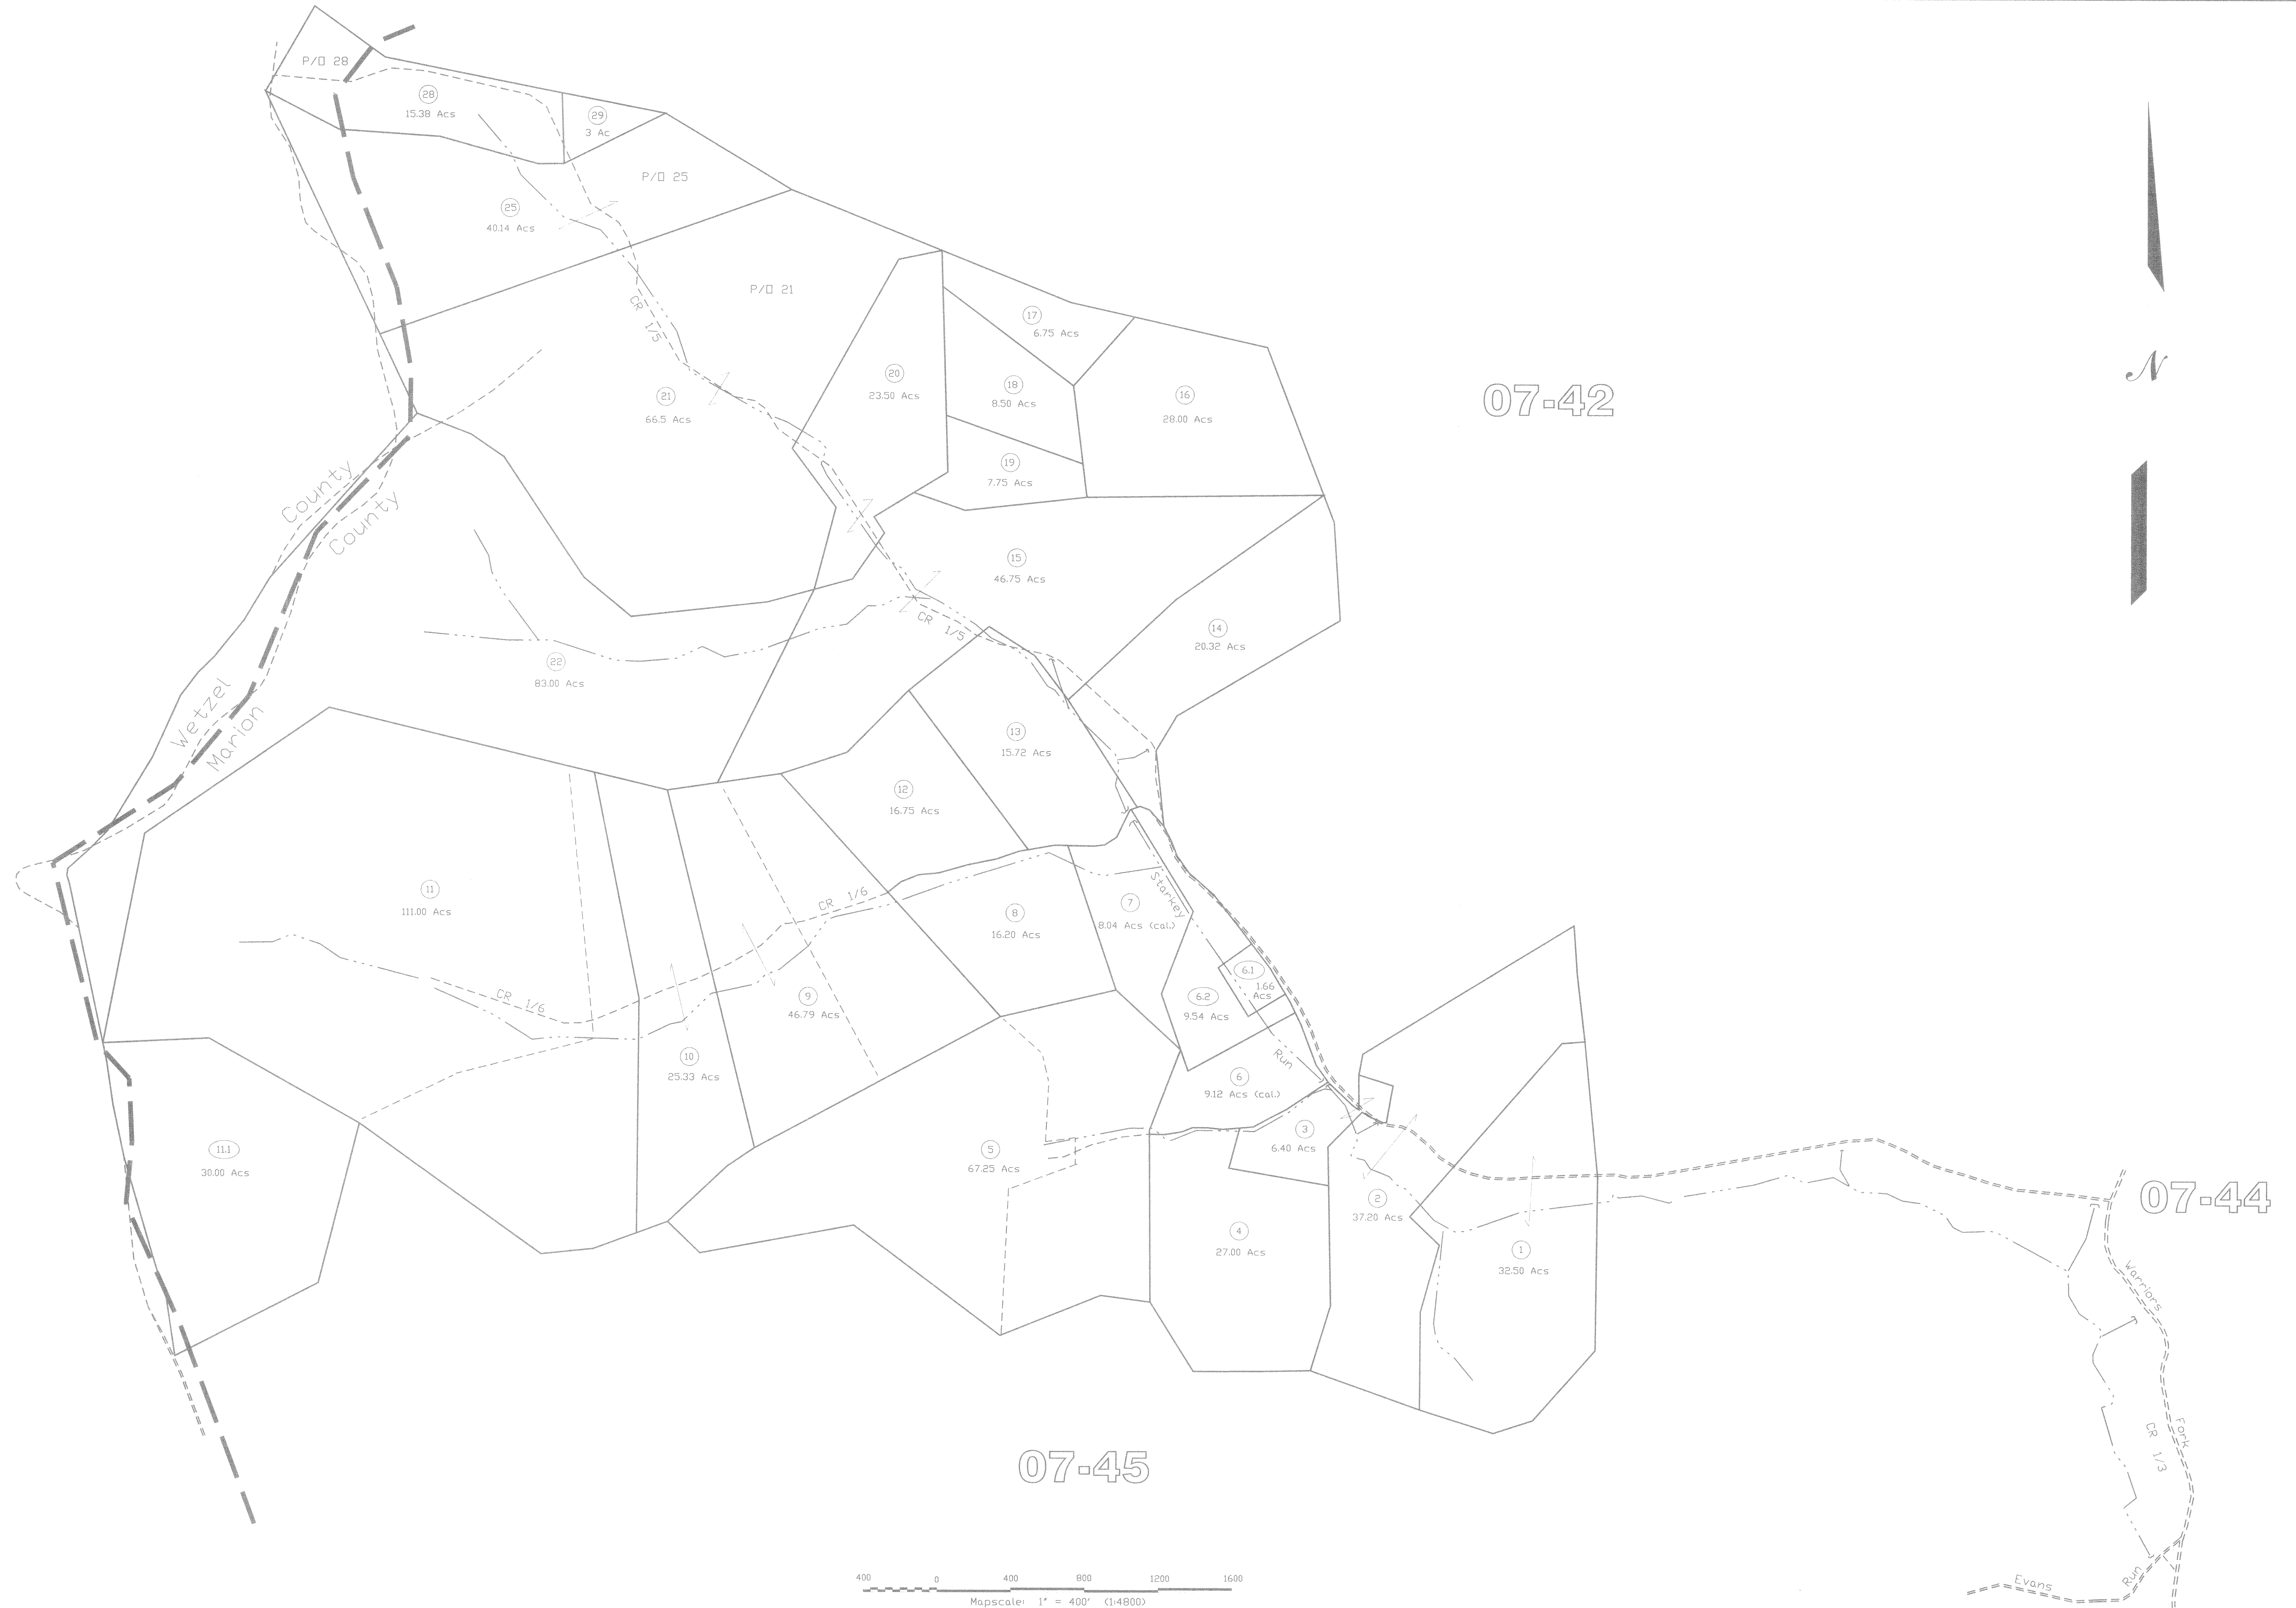 P/O 28
28
15.38 Acs
29
3 Ac
P/O 25
25
40.14 Acs
P/O 21
CR 1/5
17
6.75 Acs
20
23.50 Acs
18
8.50 Acs
16
28.00 Acs
21
66.5 Acs
07-42
N
19
7.75 Acs
County
County
15
46.75 Acs
CR 1/5
14
20.32 Acs
22
83.00 Acs
Wetzel
Marion
13
15.72 Acs
12
16.75 Acs
11
111.00 Acs
CR 1/6
Starkey
7
8.04 Acs (cal.)
8
16.20 Acs
6.1
1.66
Acs
CR 1/6
9
46.79 Acs
6.2
9.54 Acs
Run
10
25.33 Acs
6
9.12 Acs (cal.)
3
6.40 Acs
11.1
30.00 Acs
5
67.25 Acs
2
37.20 Acs
07-44
4
27.00 Acs
1
32.50 Acs
Warriors
Fork
CR 1/3
07-45
Evans
Run
400 0 400 800 1200 1600
Mapscale: 1" = 400' (1:4800)